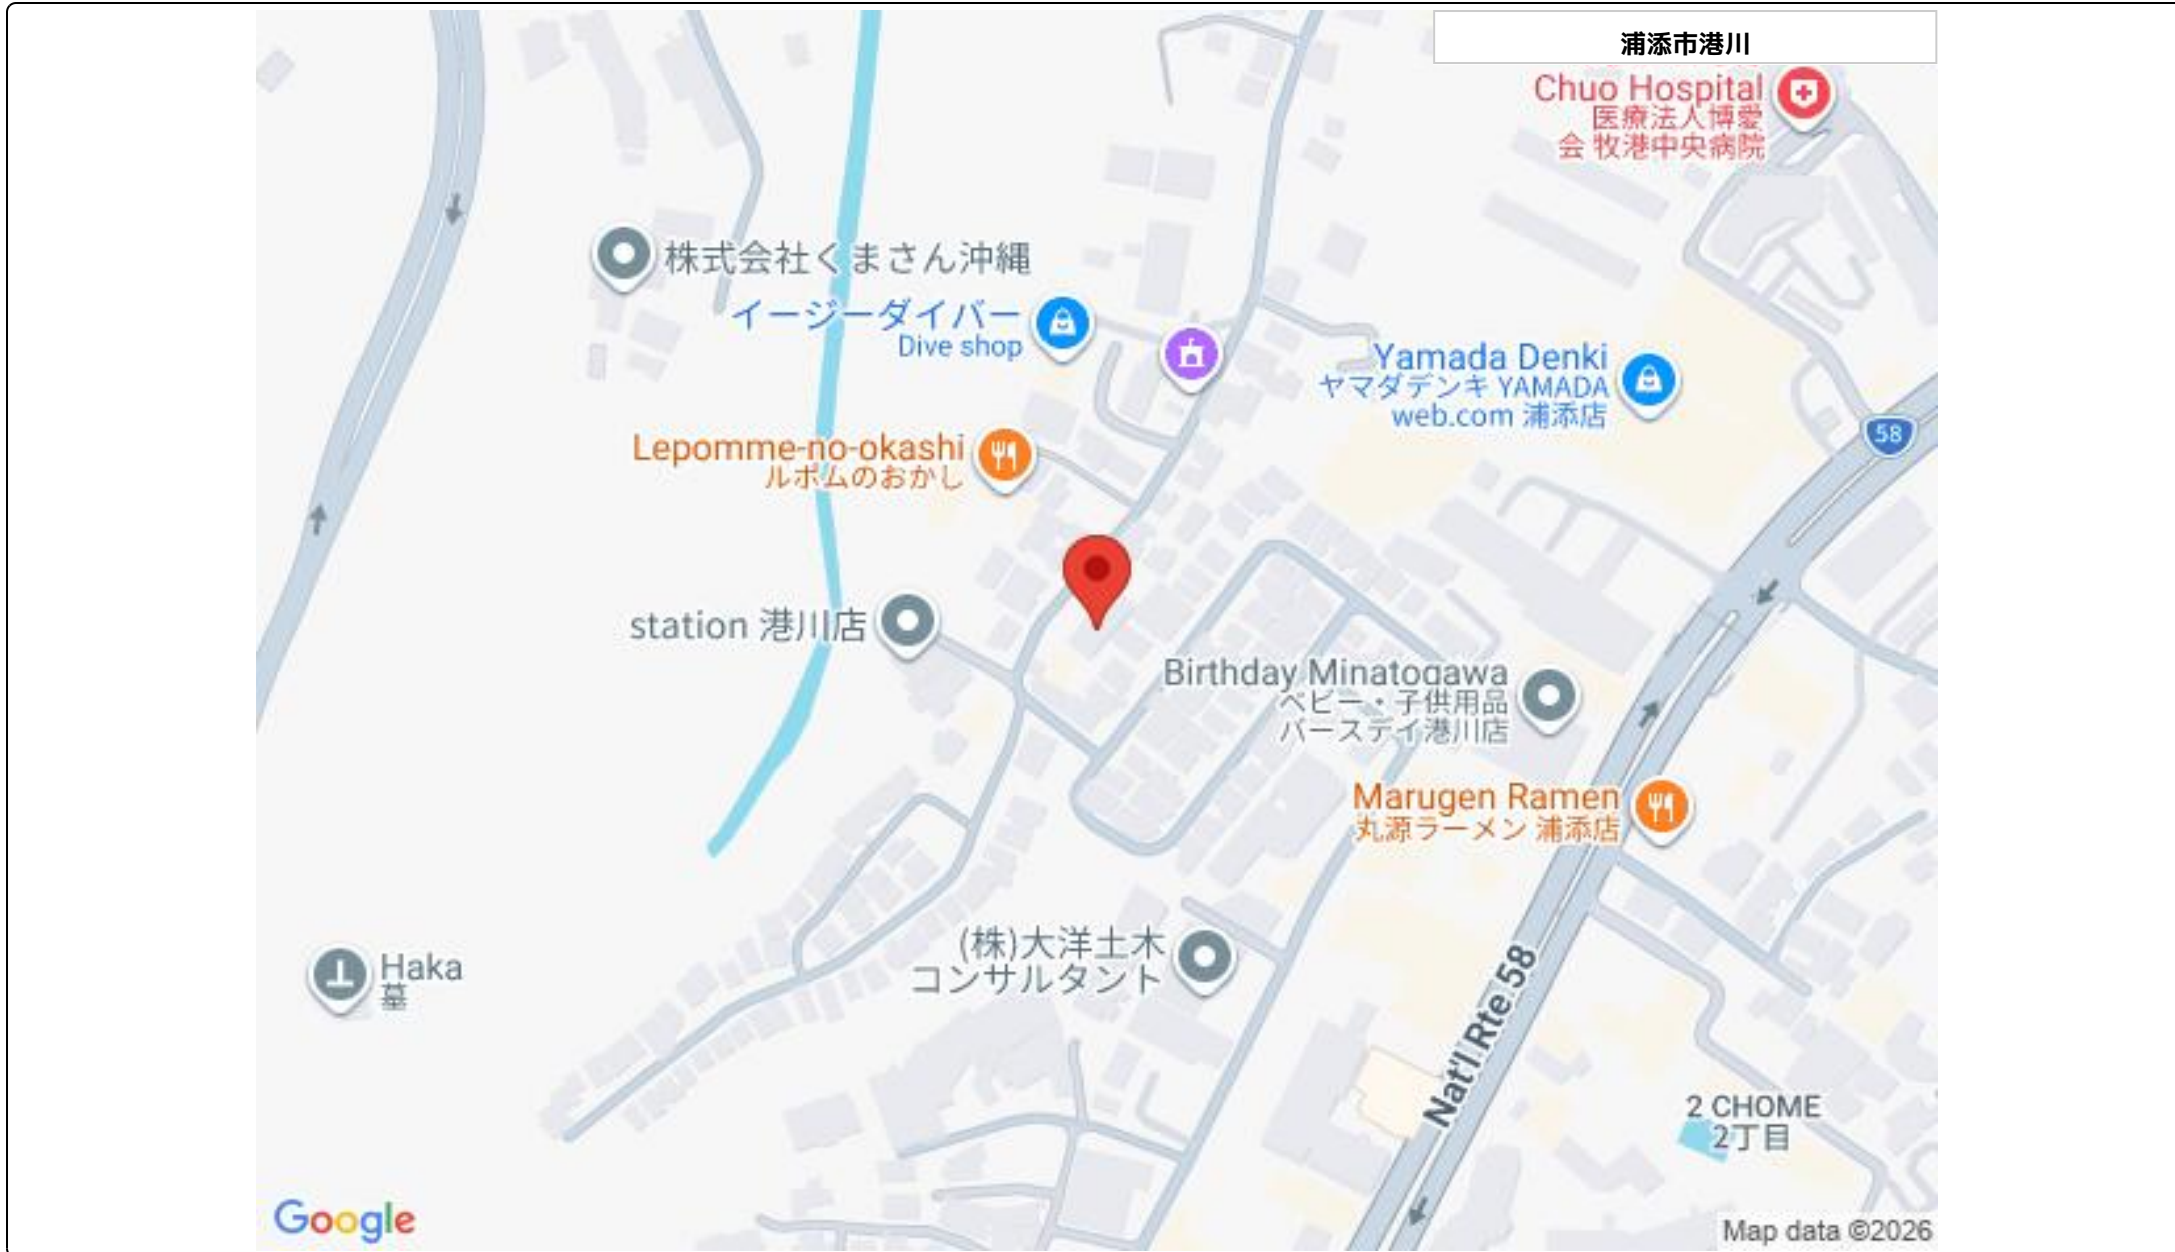 浦添市港川
Chuo Hospital
医療法人博愛
会 牧港中央病院
株式会社くまさん沖縄
イージーダイバー
Dive shop
Yamada Denki
ヤマダデンキ YAMADA
web.com 浦添店
58
Lepomme-no-okashi
ルポムのおかし
station 港川店
Birthday Minatogawa
ベビー・子供用品
バースデイ港川店
Marugen Ramen
丸源ラーメン 浦添店
(株)大洋土木
コンサルタント
Haka
墓
Nat'l Rte 58
2 CHOME
2丁目
Google
Map data ©2026